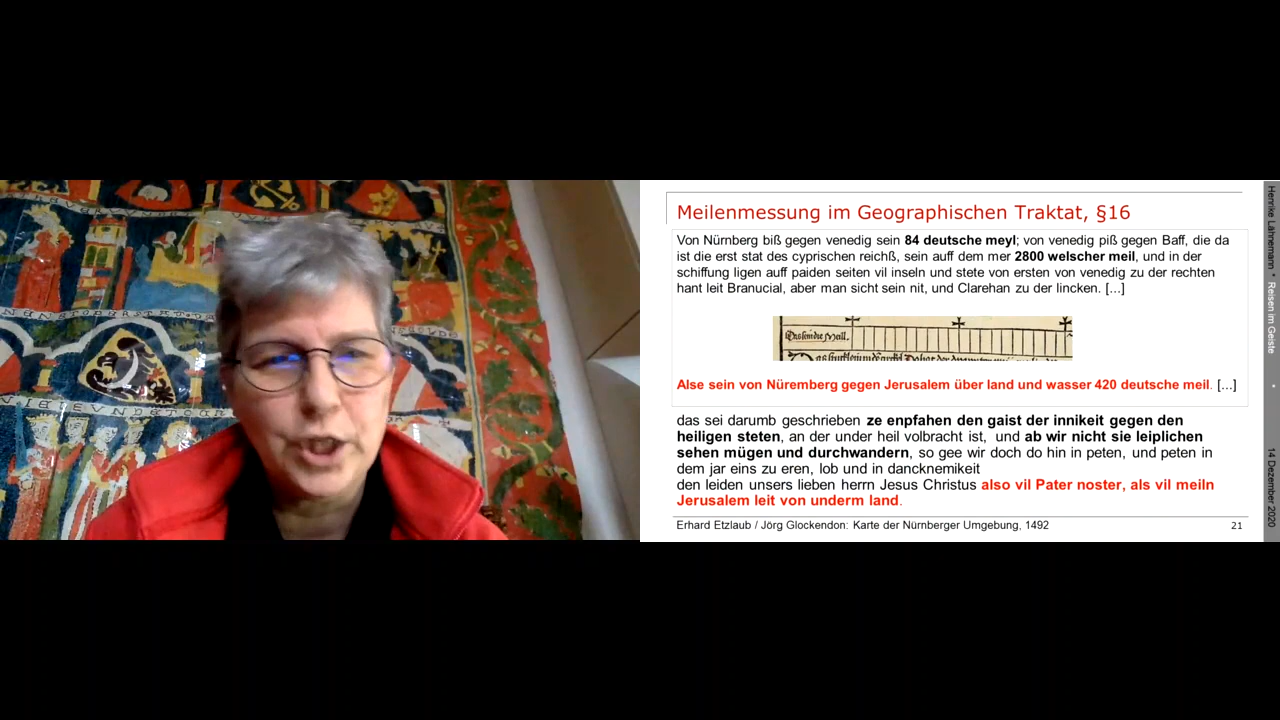 Meilenmessung im Geographischen Traktat, §16
Von Nürnberg biß gegen venedig sein 84 deutsche meyl; von venedig piß gegen Baff, die da
ist die erst stat des cyprischen reichß, sein auff dem mer 2800 welscher meil, und in der
schiffung ligen auff paiden seiten vil inseln und stete von ersten von venedig zu der rechten
hant leit Branucial, aber man sicht sein nit, und Clarehan zu der lincken. [...]
Alse sein von Nüremberg gegen Jerusalem über land und wasser 420 deutsche meil. [...]
das sei darumb geschrieben ze empfahen den gaist der innikeit gegen den
heiligen steten, an der under heil volbracht ist, und ab wir nicht sie leiplichen
sehen mügen und durchwandern, so gee wir doch do hin in peten, und peten in
dem jar eins zu eren, lob und in dancknemikeit
den leiden unsers lieben herrn Jesus Christus also vil Pater noster, als vil meiln
Jerusalem leit von underm land.
Erhard Etzlaub / Jörg Glockendon: Karte der Nürnberger Umgebung, 1492
21
Henrike Lähnemann * Reisen im Geiste * 14 Dezember 2020